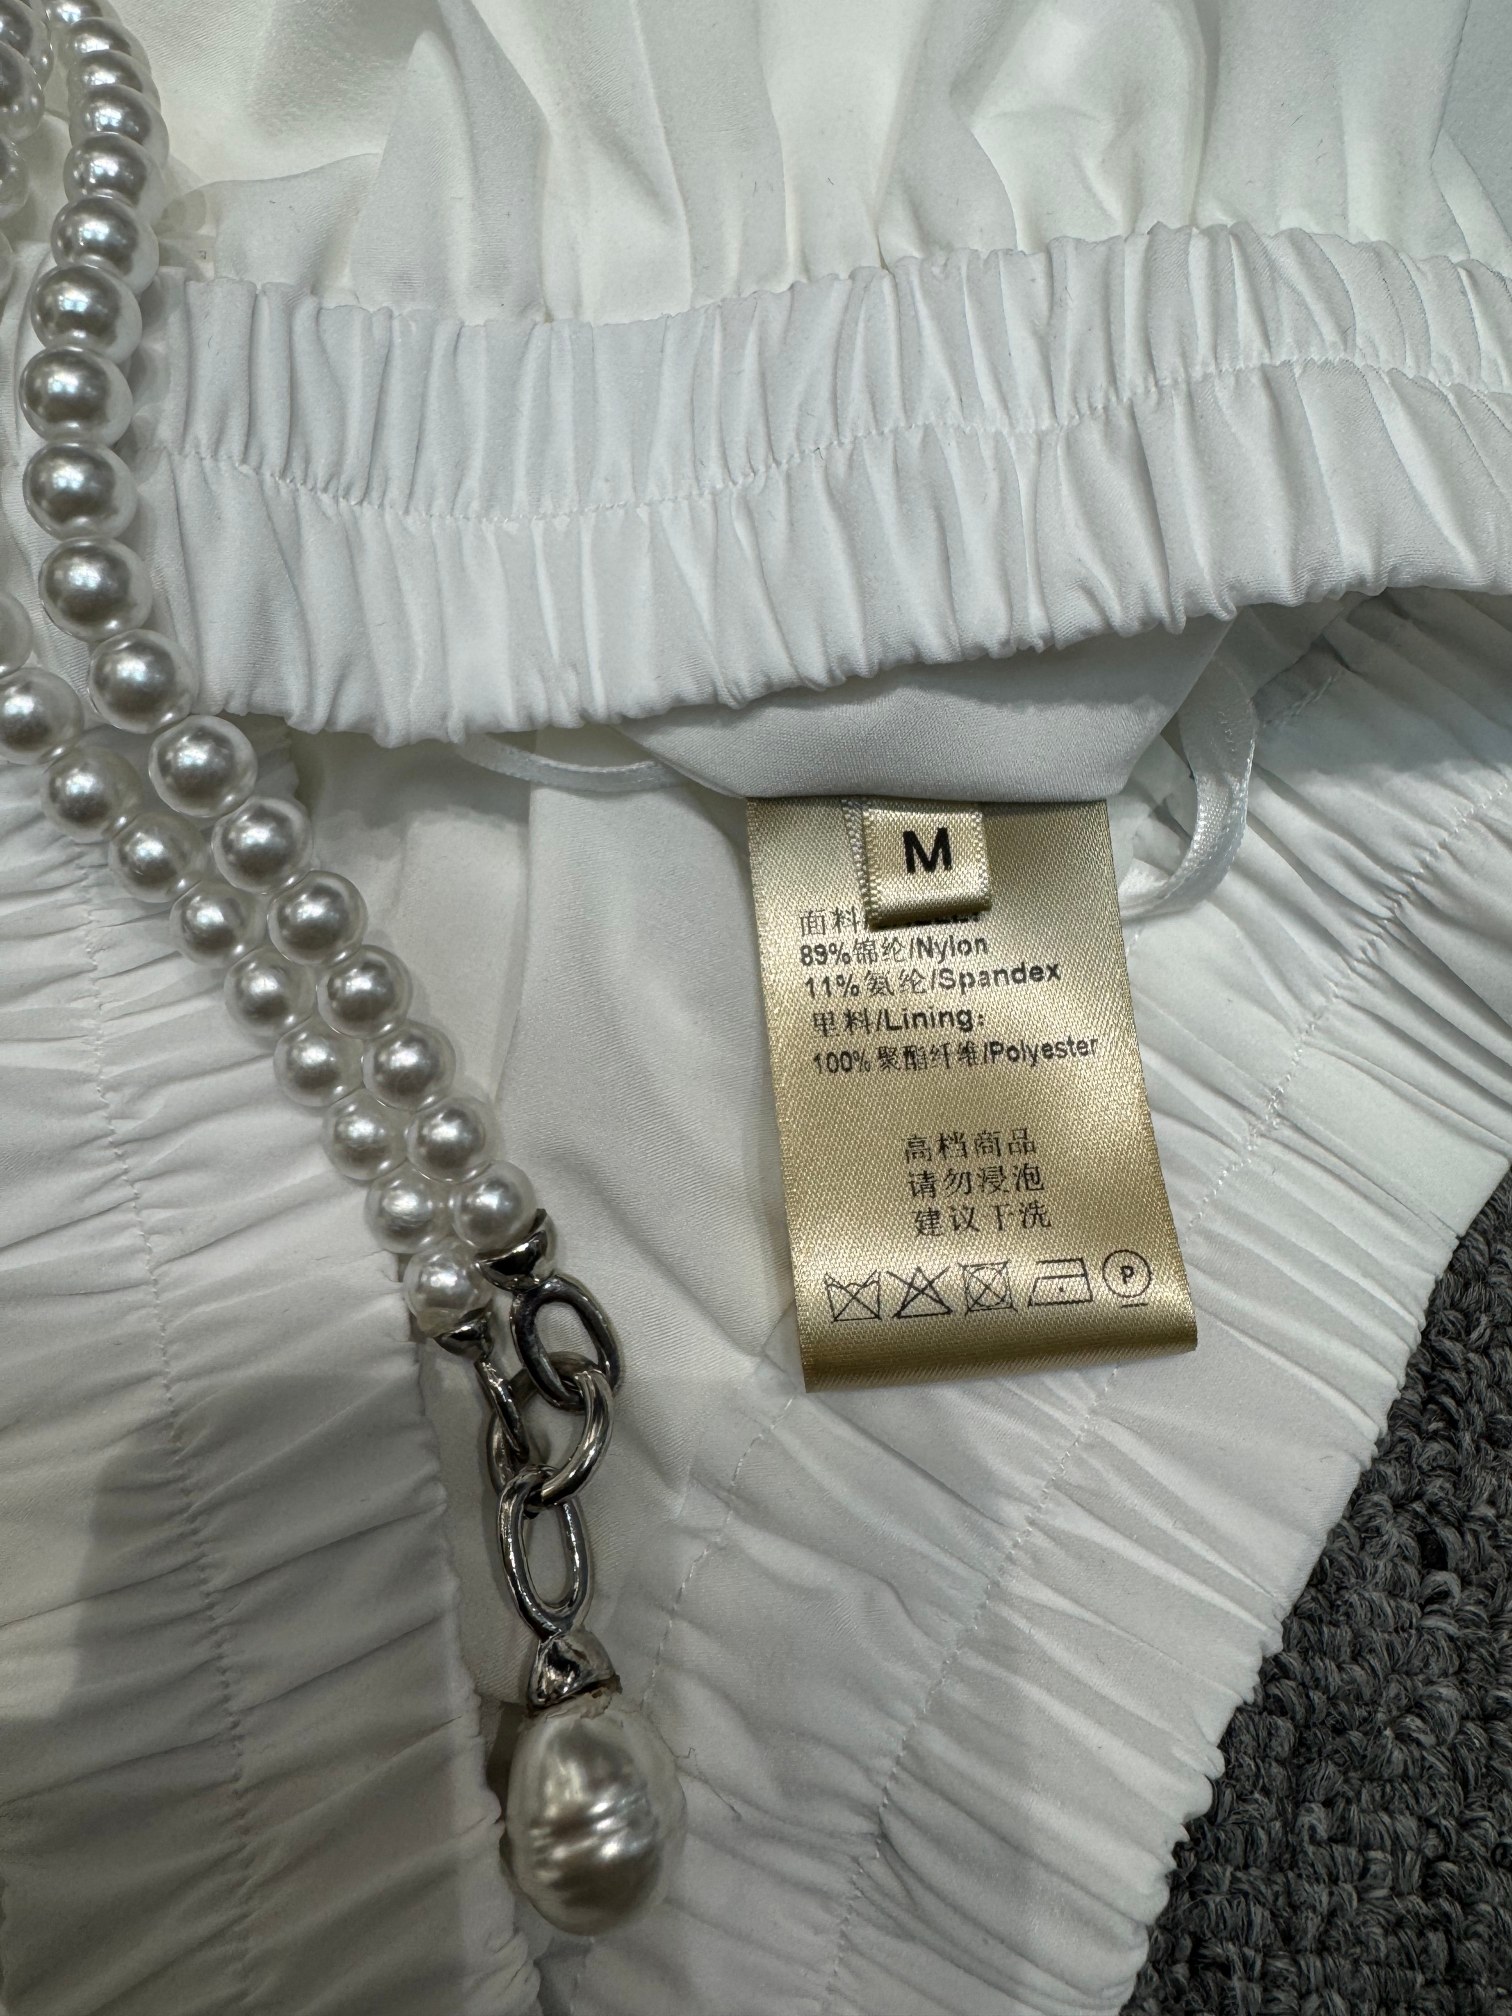 M
面料
89%锦纶/Nylon
11%氨纶/Spandex
里料/Lining:
100%聚酯纤维/Polyester
高档商品
请勿浸泡
建议干洗
P